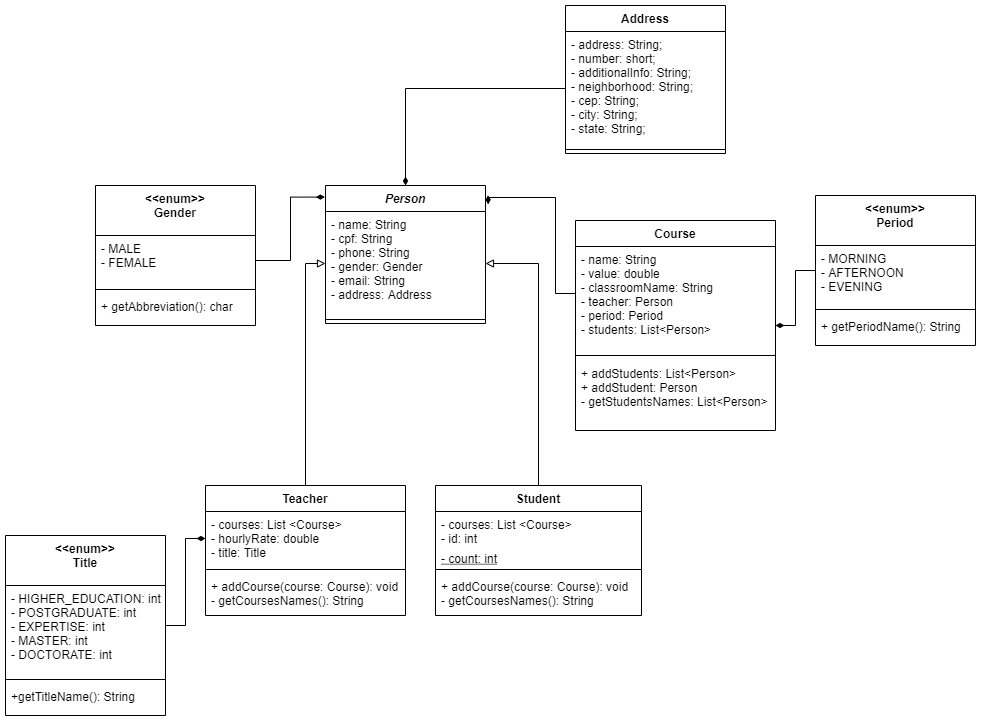 Address
- address: String;
- number: short;
- additionalInfo: String;
- neighborhood: String;
- cep: String;
- city: String;
- state: String;
<<enum>>
Gender
- MALE
- FEMALE
+ getAbbreviation(): char
Person
- name: String
- cpf: String
- phone: String
- gender: Gender
- email: String
- address: Address
Course
- name: String
- value: double
- classroomName: String
- teacher: Person
- period: Period
- students: List<Person>
+ addStudents: List<Person>
+ addStudent: Person
- getStudentsNames: List<Person>
<<enum>>
Period
- MORNING
- AFTERNOON
- EVENING
+ getPeriodName(): String
<<enum>>
Title
- HIGHER_EDUCATION: int
- POSTGRADUATE: int
- EXPERTISE: int
- MASTER: int
- DOCTORATE: int
+getTitleName(): String
Teacher
- courses: List <Course>
- hourlyRate: double
- title: Title
+ addCourse(course: Course): void
- getCoursesNames(): String
Student
- courses: List <Course>
- id: int
- count: int
+ addCourse(course: Course): void
- getCoursesNames(): String